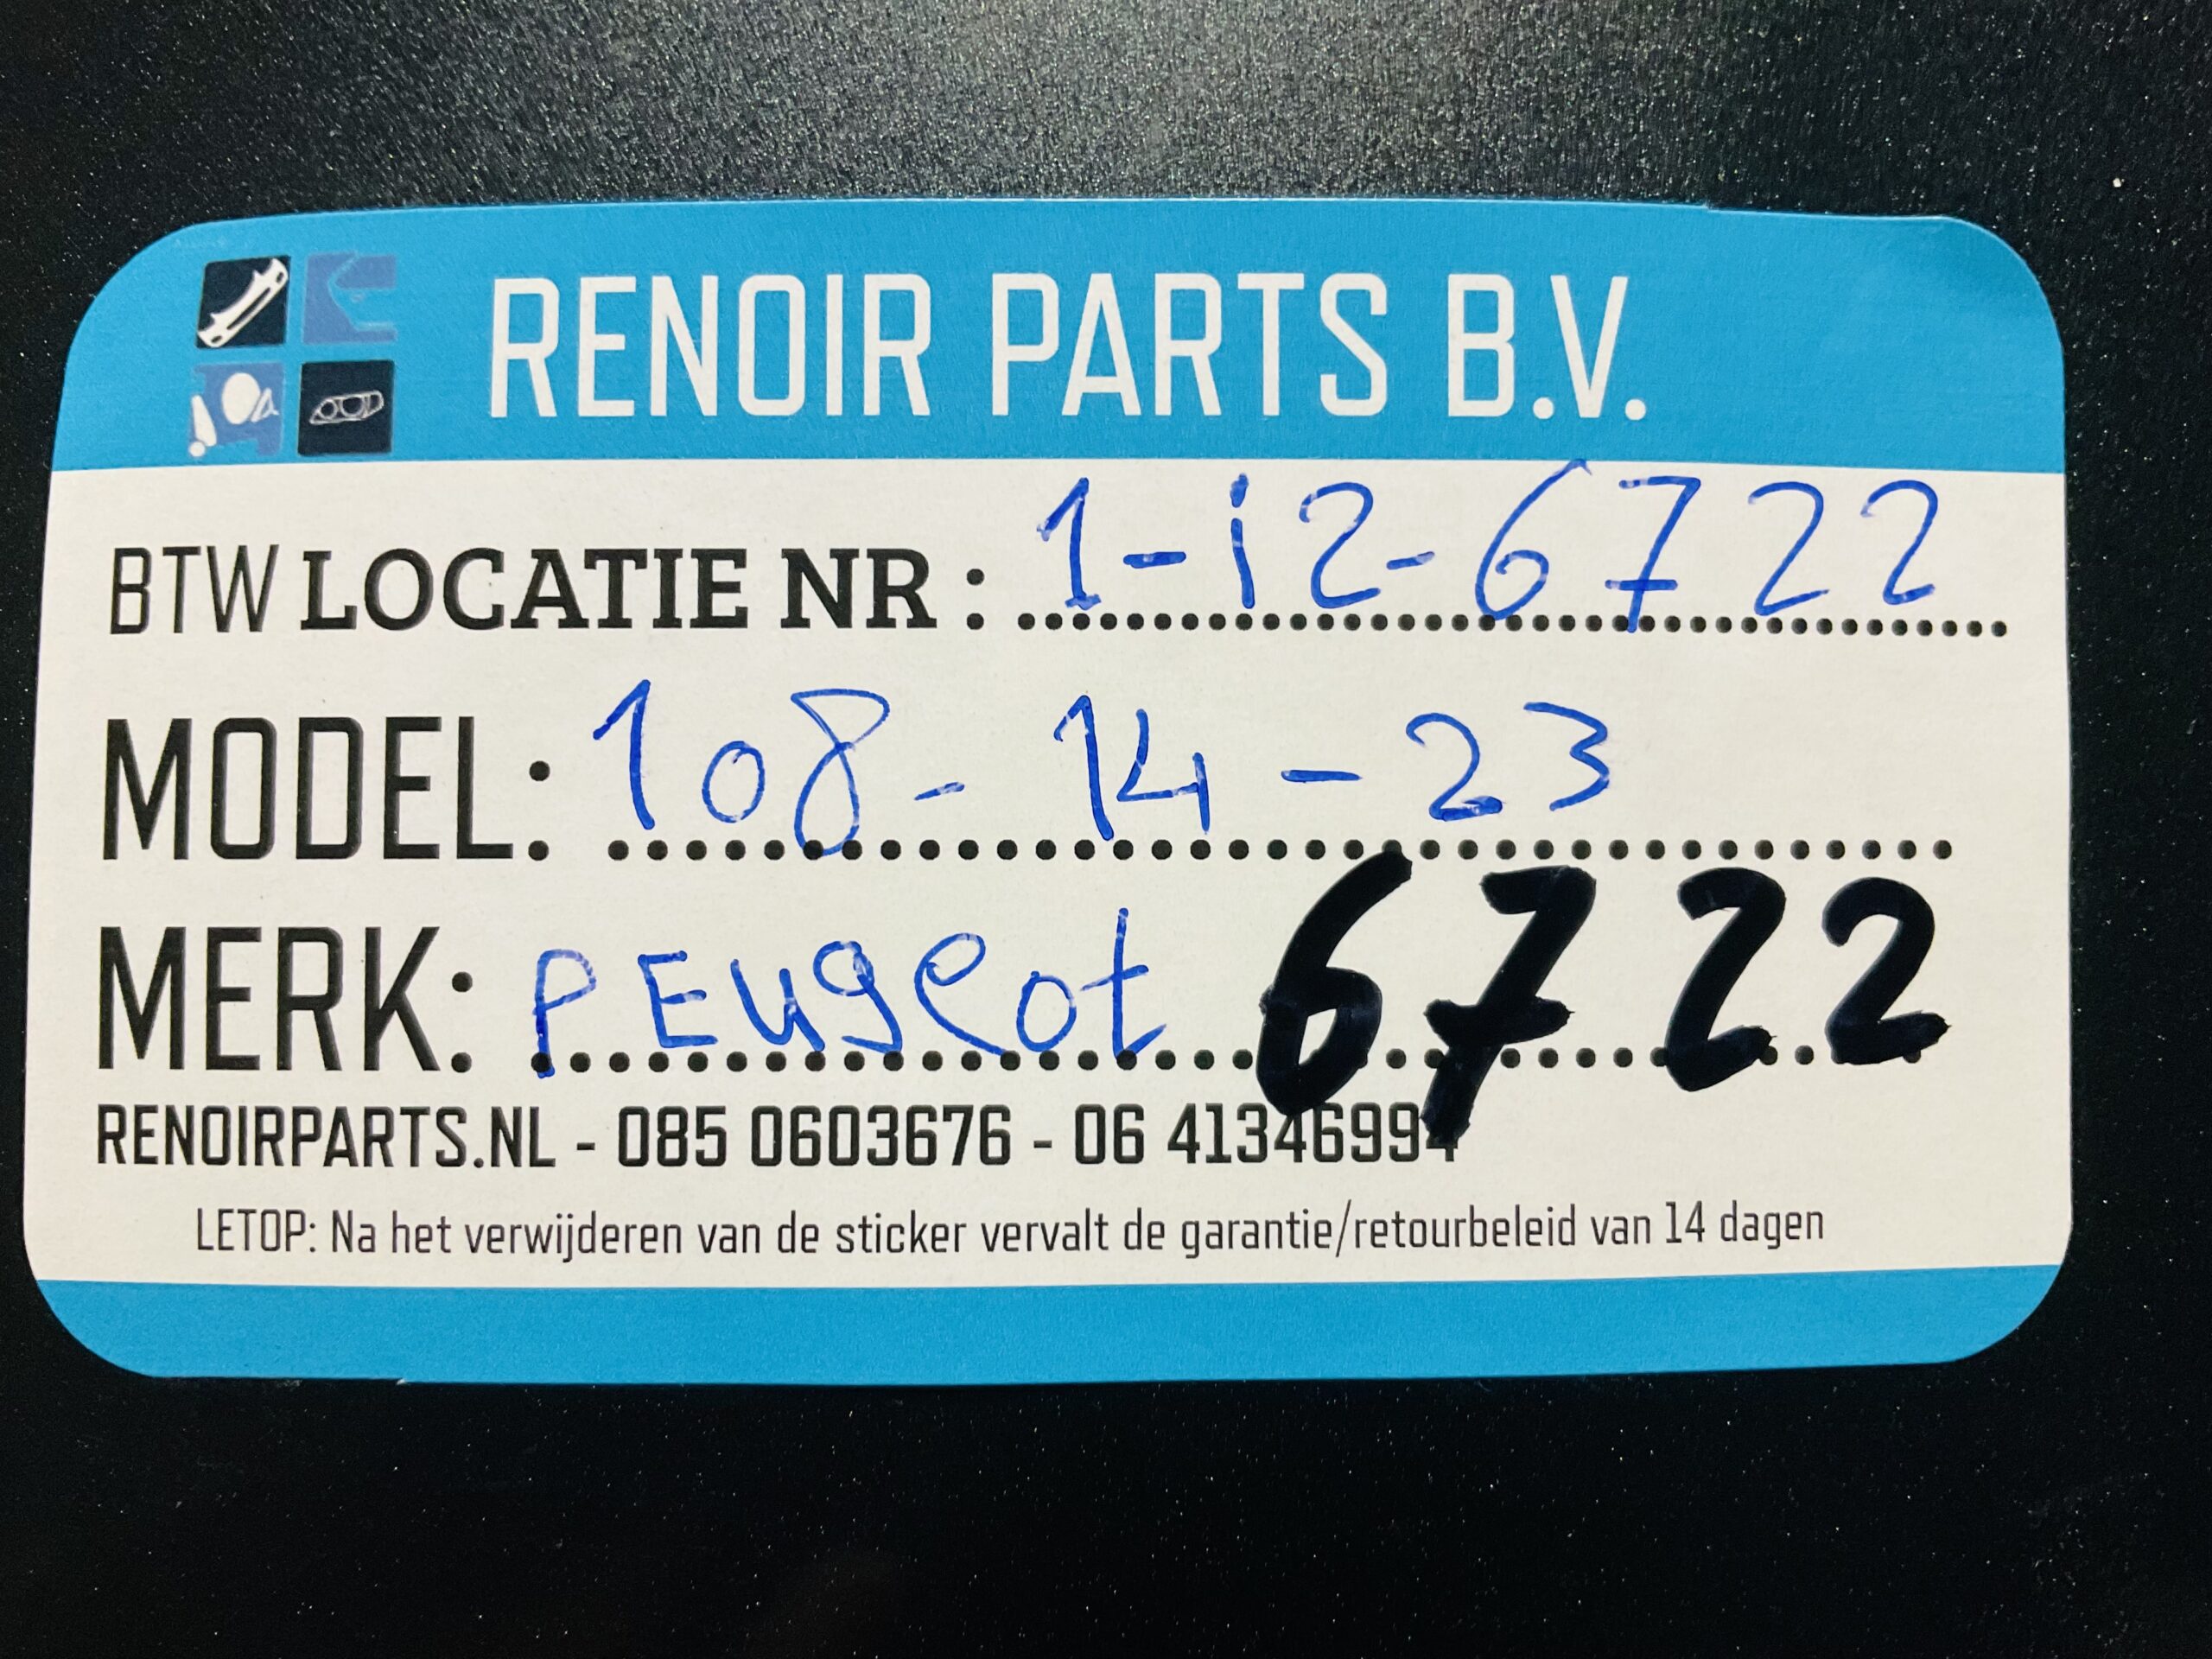 RENOIR PARTS B.V.
BTW LOCATIE NR : 1-i2-6722
MODEL: 108 - 14 - 23
MERK: PEugeot 6722
RENOIRPARTS.NL - 085 0603676 - 06 41346994
LETOP: Na het verwijderen van de sticker vervalt de garantie/retourbeleid van 14 dagen